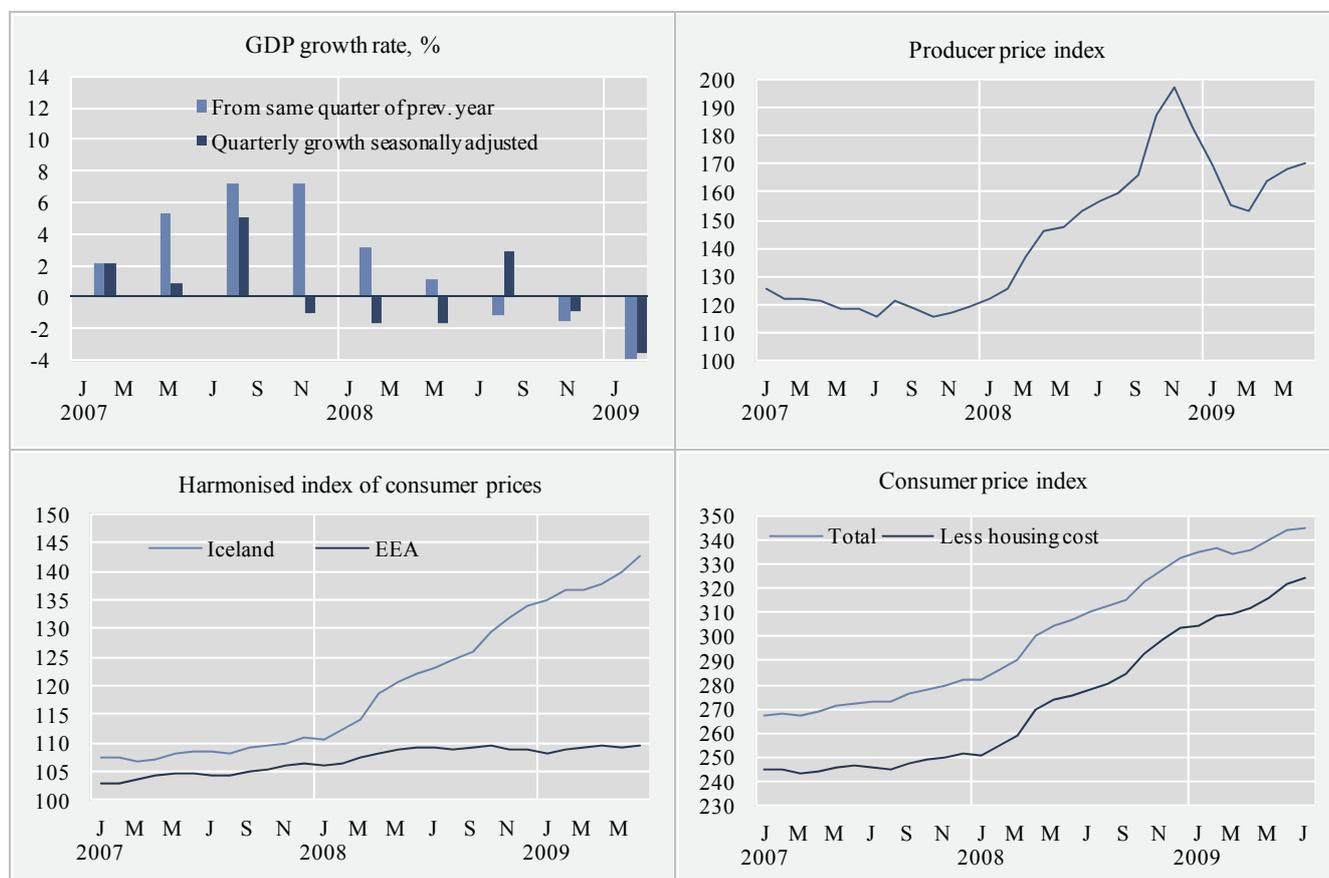 GDP growth rate, %
14
12
10
8
6
4
2
0
-2
-4
From same quarter of prev. year
Quarterly growth seasonally adjusted
J M M J S N J M M J S N J
2007 2008 2009
Producer price index
200
190
180
170
160
150
140
130
120
110
100
J M M J S N J M M J S N J M M
2007 2008 2009
Harmonised index of consumer prices
150
145
140
135
130
125
120
115
110
105
100
Iceland EEA
J M M J S N J M M J S N J M M
2007 2008 2009
Consumer price index
350
340
330
320
310
300
290
280
270
260
250
240
230
Total Less housing cost
J M M J S N J M M J S N J M M J
2007 2008 2009